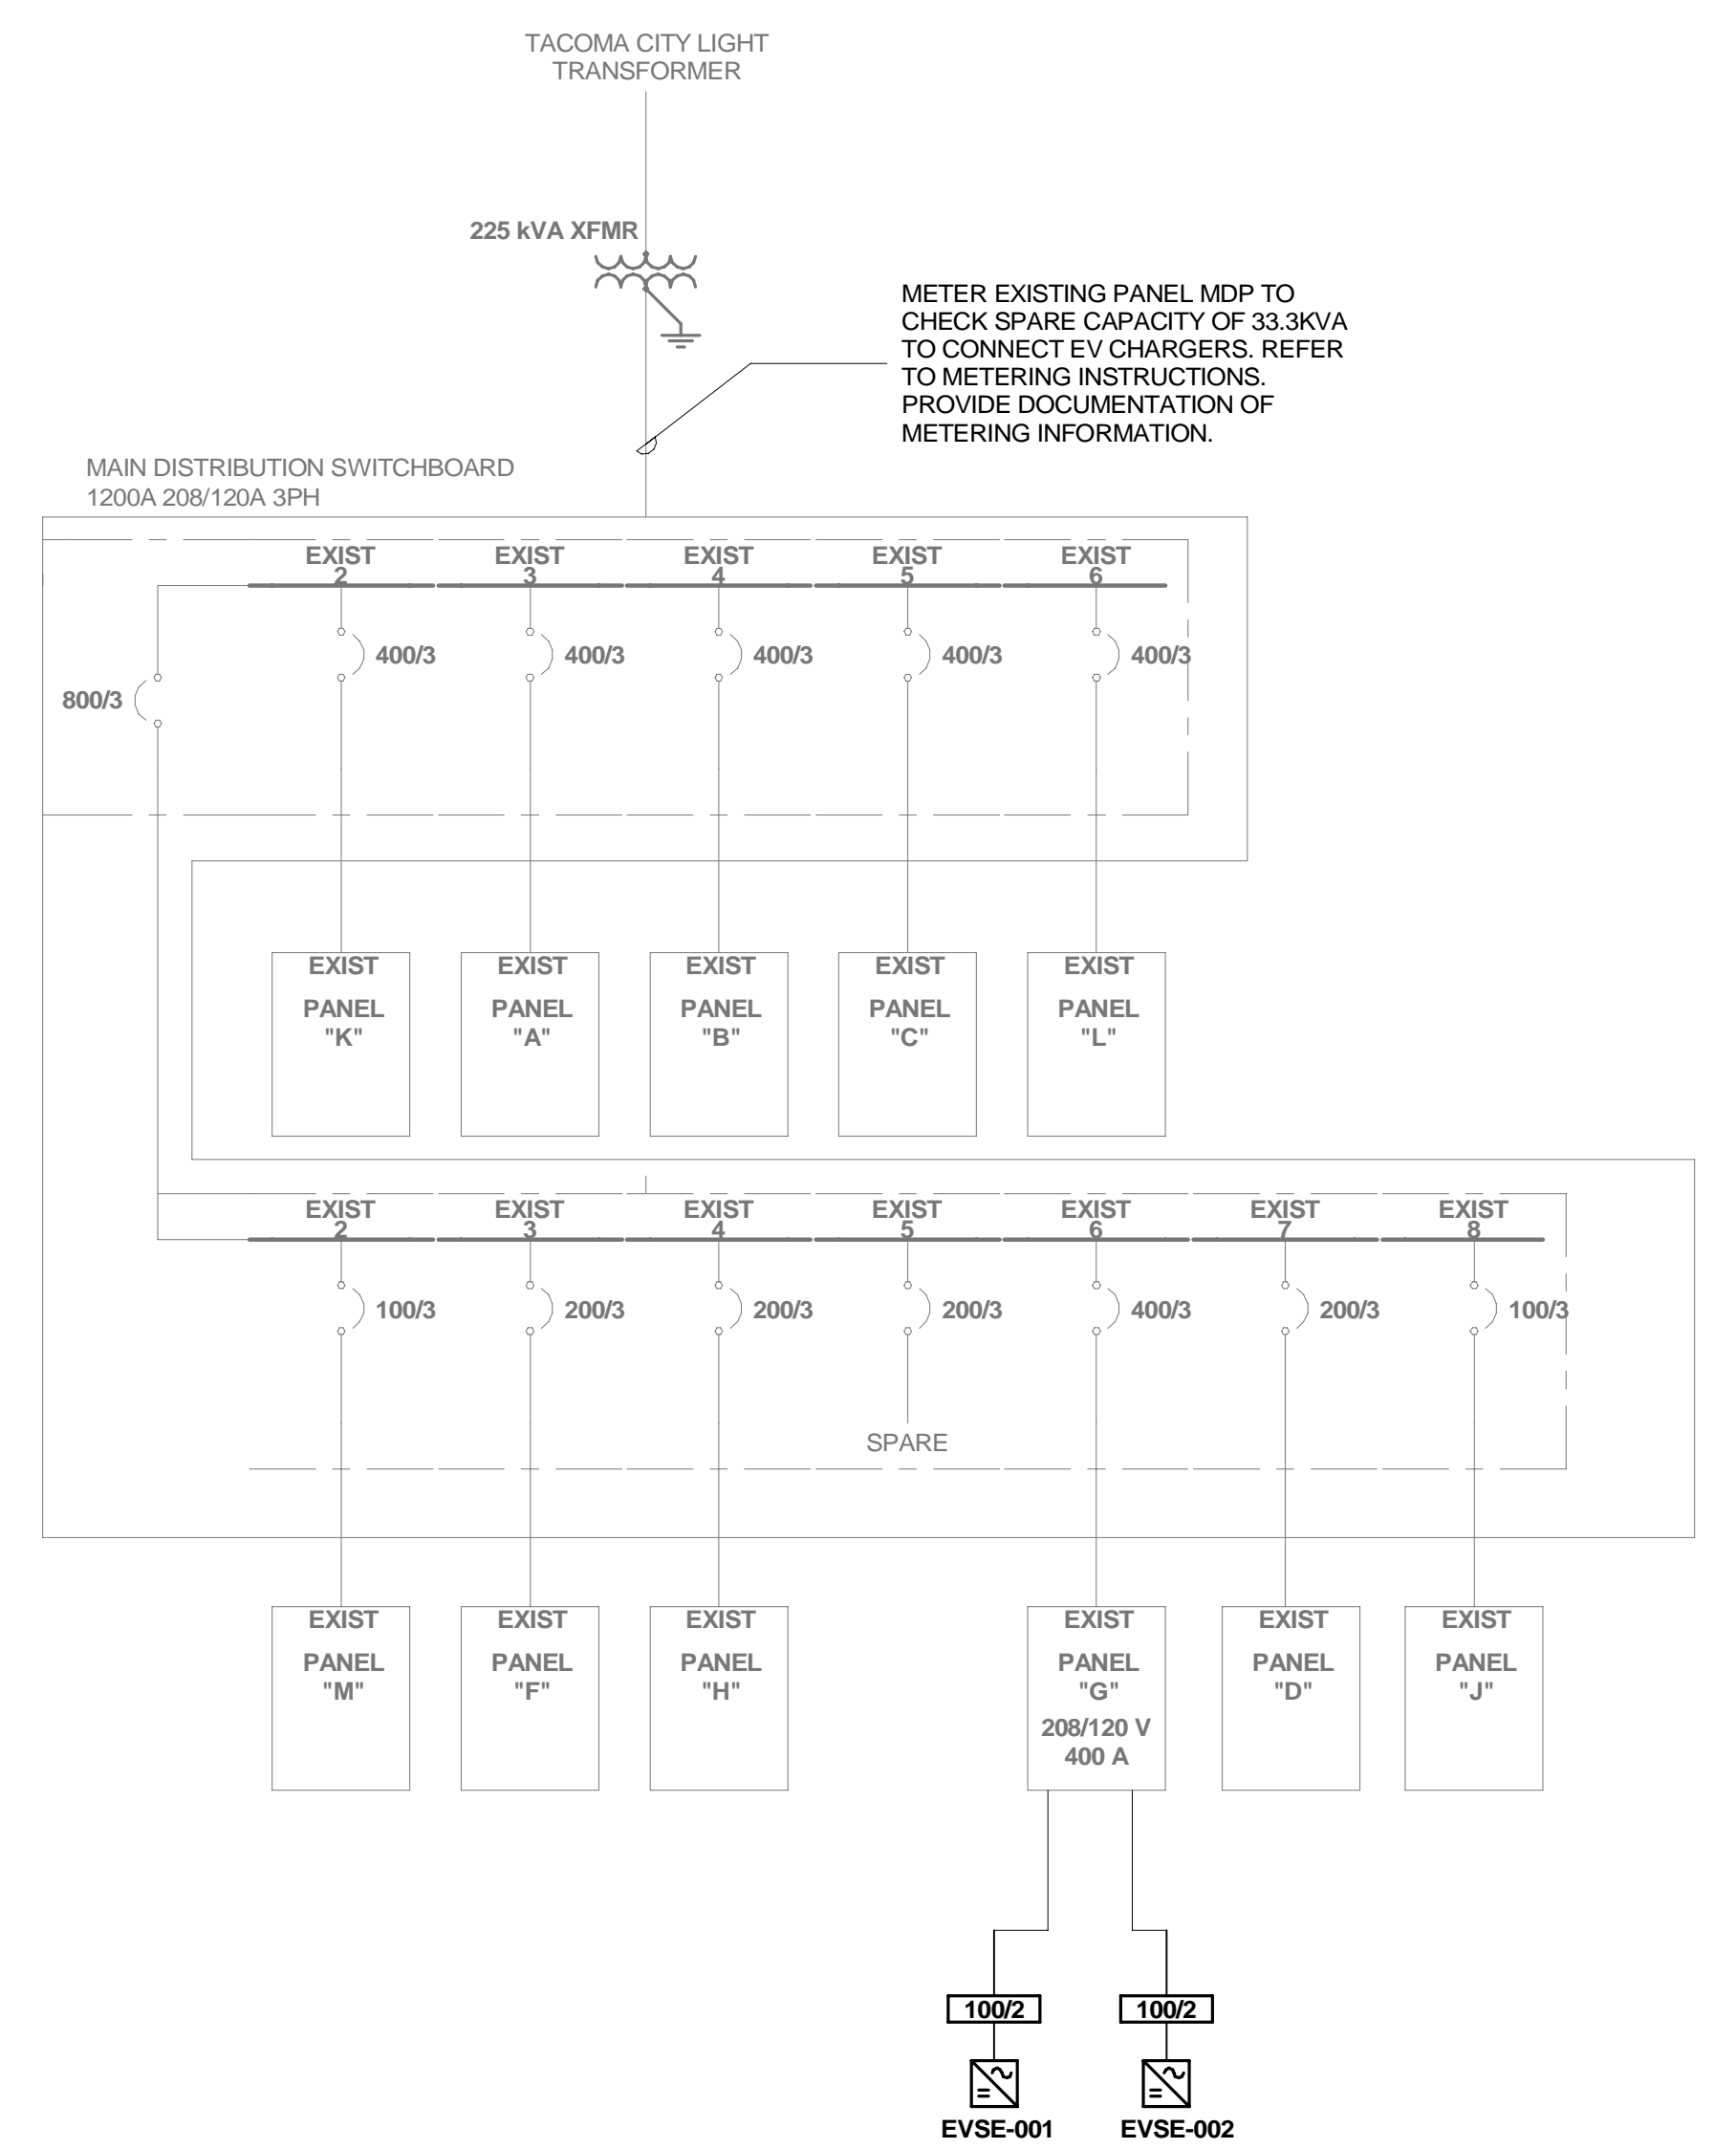 TACOMA CITY LIGHT
TRANSFORMER
225 kVA XFMR
METER EXISTING PANEL MDP TO
CHECK SPARE CAPACITY OF 33.3KVA
TO CONNECT EV CHARGERS. REFER
TO METERING INSTRUCTIONS.
PROVIDE DOCUMENTATION OF
METERING INFORMATION.
MAIN DISTRIBUTION SWITCHBOARD
1200A 208/120A 3PH
EXIST EXIST EXIST EXIST EXIST
2 3 4 5 6
400/3 400/3 400/3 400/3 400/3
800/3
EXIST EXIST EXIST EXIST EXIST
PANEL PANEL PANEL PANEL PANEL
"K" "A" "B" "C" "L"
EXIST EXIST EXIST EXIST EXIST EXIST EXIST
2 3 4 5 6 7 8
100/3 200/3 200/3 200/3 400/3 200/3 100/3
SPARE
EXIST EXIST EXIST EXIST EXIST EXIST
PANEL PANEL PANEL PANEL PANEL PANEL
"M" "F" "H" "G" "D" "J"
208/120 V
400 A
100/2 100/2
EVSE-001 EVSE-002